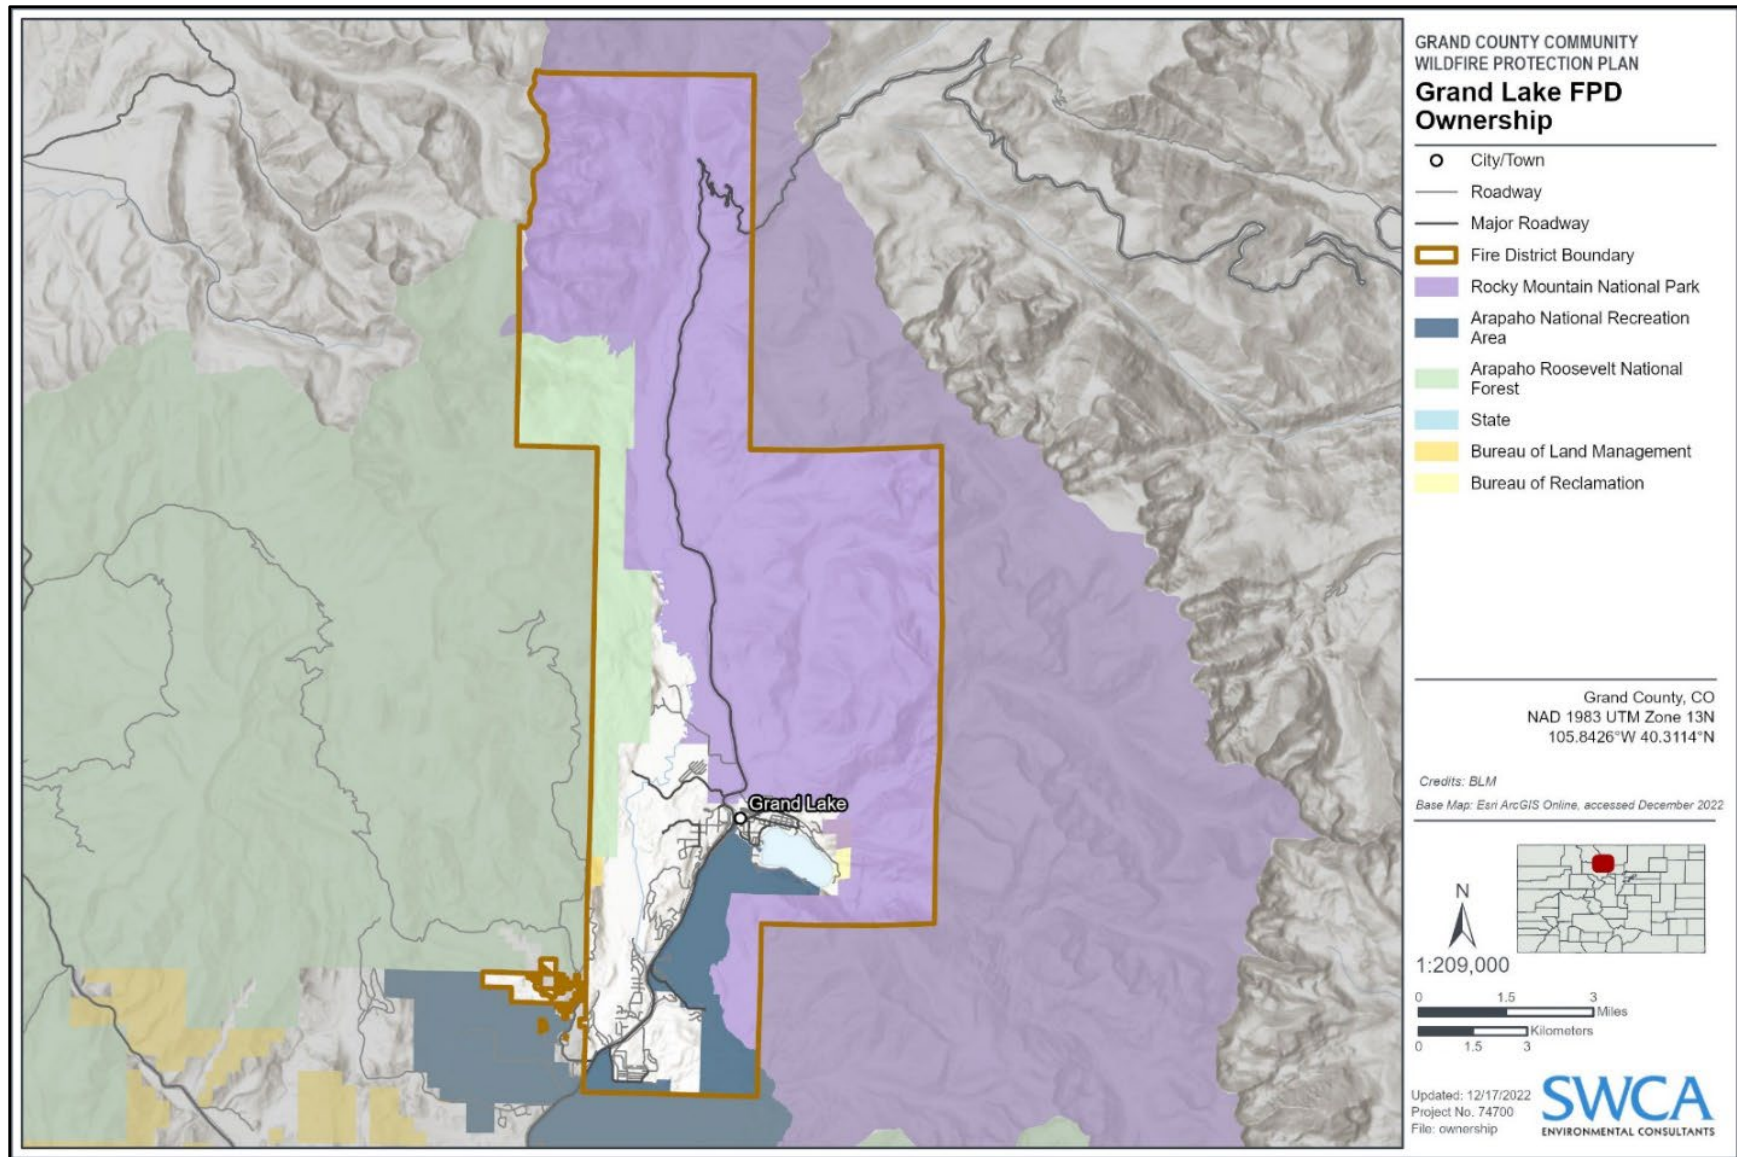 GRAND COUNTY COMMUNITY
WILDFIRE PROTECTION PLAN
Grand Lake FPD
Ownership
City/Town
Roadway
Major Roadway
Fire District Boundary
Rocky Mountain National Park
Arapaho National Recreation
Area
Arapaho Roosevelt National
Forest
State
Bureau of Land Management
Bureau of Reclamation
Grand Lake
Grand County, CO
NAD 1983 UTM Zone 13N
105.8426°W 40.3114°N
Credits: BLM
Base Map: Esri ArcGIS Online, accessed December 2022
N
1:209,000
0 1.5 3
Miles
Kilometers
0 1.5 3
Updated: 12/17/2022
Project No. 74700
File: ownership
SWCA
ENVIRONMENTAL CONSULTANTS